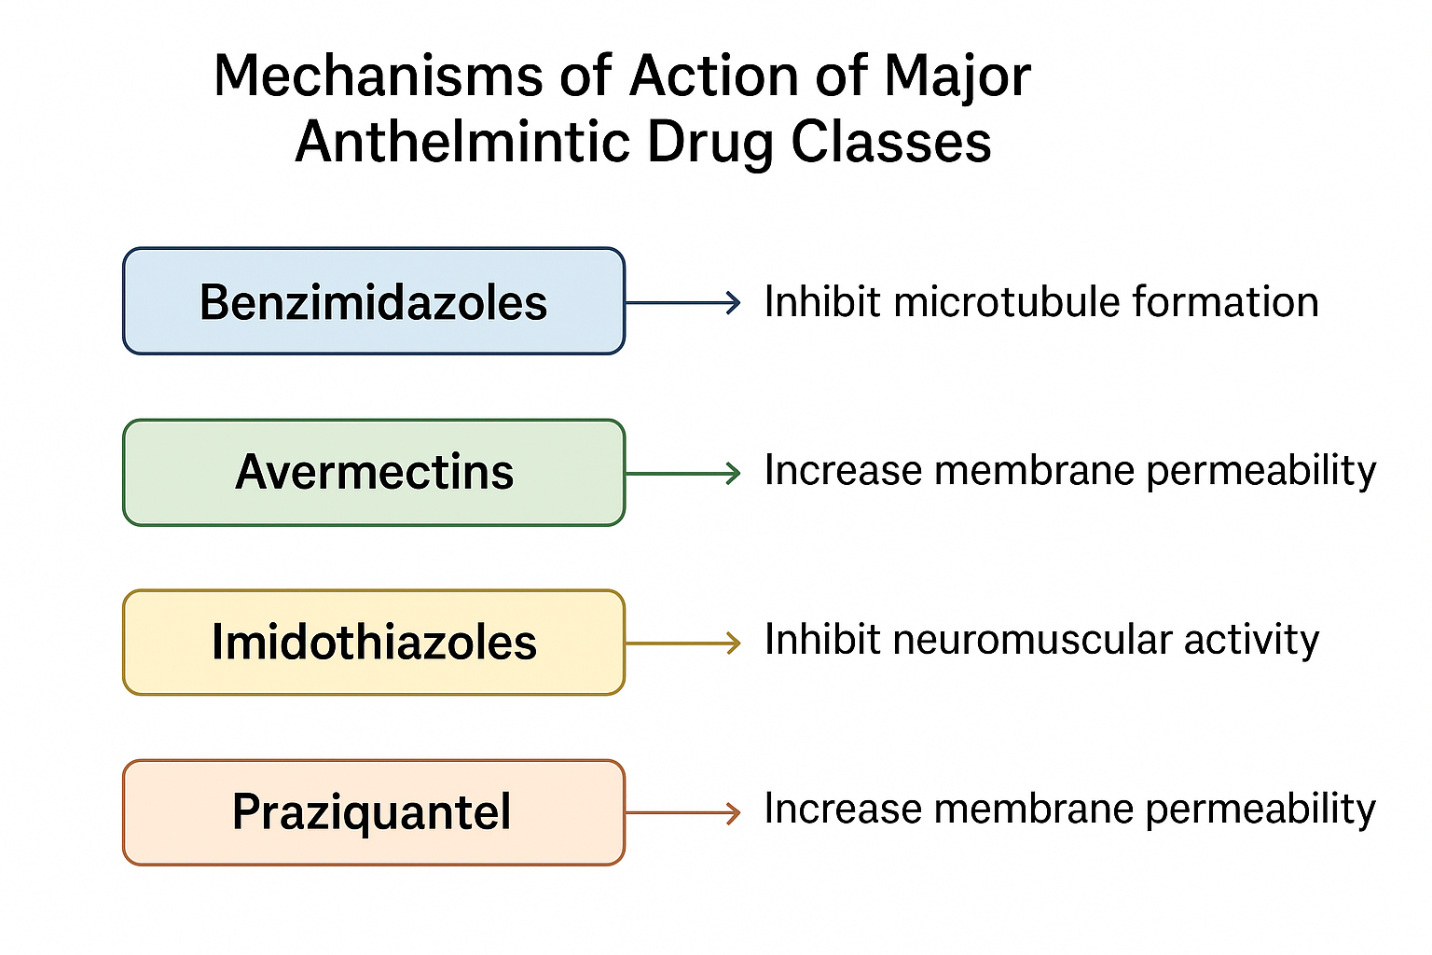 Mechanisms of Action of Major
Anthelmintic Drug Classes
Benzimidazoles
Inhibit microtubule formation
Avermectins
Increase membrane permeability
Imidothiazoles
Inhibit neuromuscular activity
Praziquantel
Increase membrane permeability